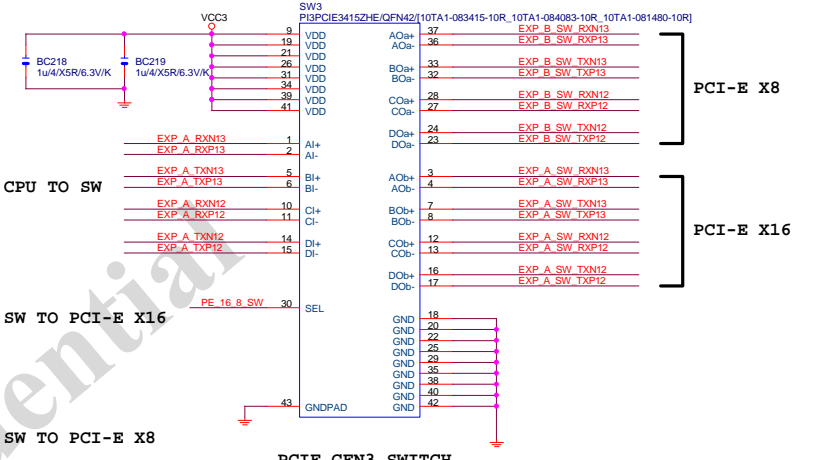 SW3
VCC3
PI3PCIE3415ZHE/QFN42/[10TA1-083415-10R_10TA1-084083-10R_10TA1-081480-10R]
9 VDD
19 VDD
21 VDD
26 VDD
31 VDD
34 VDD
39 VDD
41 VDD
BC218
1u/4/X5R/6.3V/K
BC219
1u/4/X5R/6.3V/K
EXP_A_RXN13 1 AI+
EXP_A_RXP13 2 AI-
EXP_A_TXN13 5 BI+
EXP_A_TXP13 6 BI-
CPU TO SW
EXP_A_RXN12 10 CI+
EXP_A_RXP12 11 CI-
EXP_A_TXN12 14 DI+
EXP_A_TXP12 15 DI-
PE_16_8_SW 30 SEL
SW TO PCI-E X16
43 GNDPAD
SW TO PCI-E X8
AOa+ 37 EXP_B_SW_RXN13
AOa- 36 EXP_B_SW_RXP13
BOa+ 33 EXP_B_SW_TXN13
BOa- 32 EXP_B_SW_TXP13
COa+ 28 EXP_B_SW_RXN12
COa- 27 EXP_B_SW_RXP12
DOa+ 24 EXP_B_SW_TXN12
DOa- 23 EXP_B_SW_TXP12
PCI-E X8
AOb+ 3 EXP_A_SW_RXN13
AOb- 4 EXP_A_SW_RXP13
BOb+ 7 EXP_A_SW_TXN13
BOb- 8 EXP_A_SW_TXP13
COb+ 12 EXP_A_SW_RXN12
COb- 13 EXP_A_SW_RXP12
DOb+ 16 EXP_A_SW_TXN12
DOb- 17 EXP_A_SW_TXP12
PCI-E X16
GND 18
GND 20
GND 22
GND 25
GND 29
GND 35
GND 38
GND 40
GND 42
PCIE GEN3 SWITCH
ential